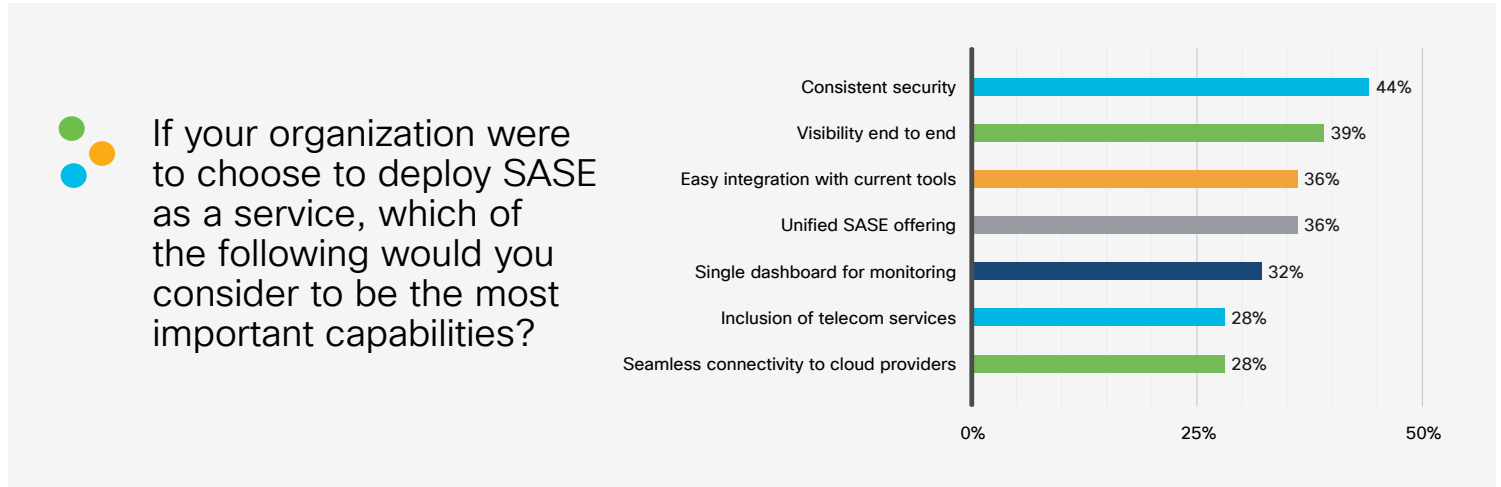 If your organization were
to choose to deploy SASE
as a service, which of
the following would you
consider to be the most
important capabilities?
Consistent security 44%
Visibility end to end 39%
Easy integration with current tools 36%
Unified SASE offering 36%
Single dashboard for monitoring 32%
Inclusion of telecom services 28%
Seamless connectivity to cloud providers 28%
0% 25% 50%